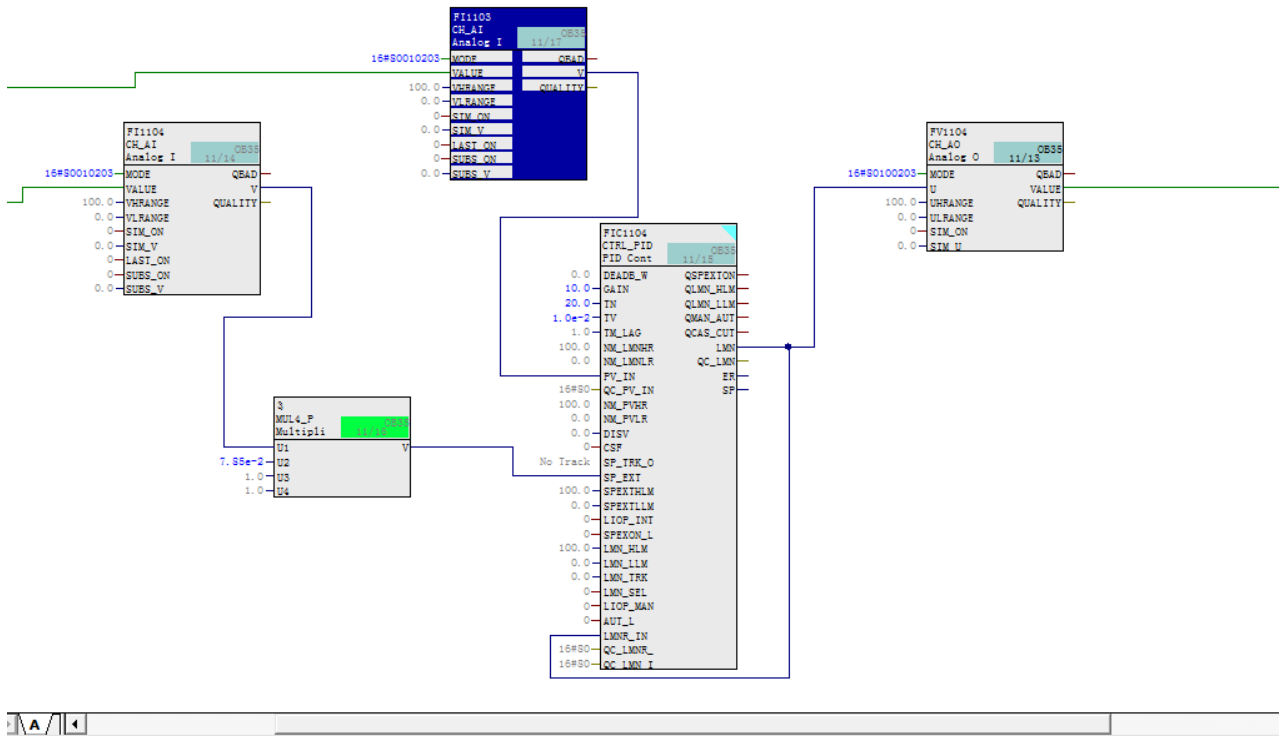 FI1103
CH_AI
OB35
Analog I
11/17
16#80010203
MODE
QBAD
VALUE
V
100.0
VHRANGE
QUALITY
0.0
VLRANGE
0
SIM_ON
0.0
SIM_V
0
LAST_ON
0
SUBS_ON
0.0
SUBS_V
FI1104
CH_AI
OB35
Analog I
11/14
16#80010203
MODE
QBAD
VALUE
V
100.0
VHRANGE
QUALITY
0.0
VLRANGE
0
SIM_ON
0.0
SIM_V
0
LAST_ON
0
SUBS_ON
0.0
SUBS_V
FV1104
CH_AO
OB35
Analog O
11/13
16#80100203
MODE
QBAD
U
VALUE
100.0
UHRANGE
QUALITY
0.0
ULRANGE
0
SIM_ON
0.0
SIM_U
FIC1104
CTRL_PID
OB35
PID Cont
11/15
0.0
DEADB_W
QSPEXTON
10.0
GAIN
QLMN_HLM
20.0
TN
QLMN_LLM
1.0e-2
TV
QMAN_AUT
1.0
TM_LAG
QCAS_CUT
100.0
NM_LMNHR
LMN
0.0
NM_LMNLR
QC_LMN
PV_IN
ER
16#80
QC_PV_IN
SP
100.0
NM_PVHR
0.0
NM_PVLR
0.0
DISV
0
CSF
No Track
SP_TRK_O
SP_EXT
100.0
SPEXTHLM
0.0
SPEXTLLM
0
LIOP_INT
0
SPEXON_L
100.0
LMN_HLM
0.0
LMN_LLM
0.0
LMN_TRK
0
LMN_SEL
0
LIOP_MAN
0
AUT_L
LMNR_IN
16#80
QC_LMNR_
16#80
QC_LMN_I
3
MUL4_P
OB35
Multipli
11/16
U1
V
7.85e-2
U2
1.0
U3
1.0
U4
A